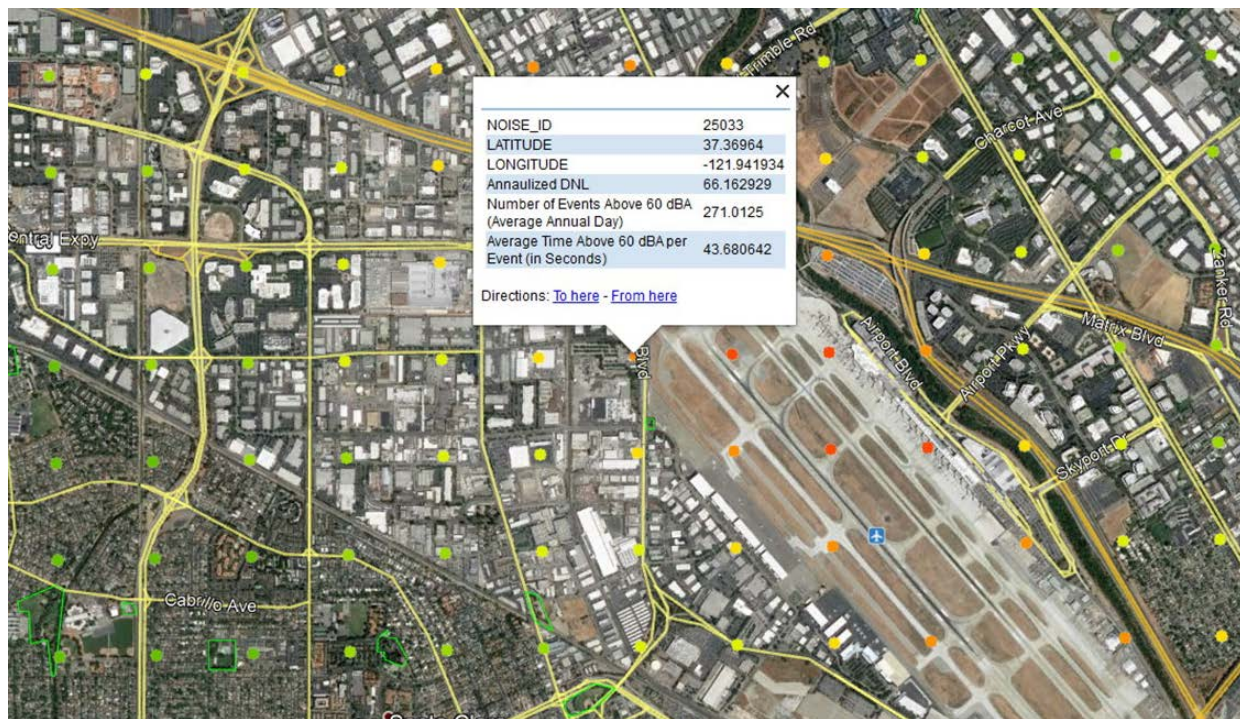 Trimble Rd
×
NOISE_ID 25033
LATITUDE 37.36964
LONGITUDE -121.941934
Annaulized DNL 66.162929
Number of Events Above 60 dBA
(Average Annual Day) 271.0125
Average Time Above 60 dBA per
Event (in Seconds) 43.680642
Directions: To here - From here
Charcot Ave
entral Expy
Zanker Rd
Matrix Blvd
Airport Blvd
Airport Pkwy
Blvd
Skyport D
Cabrillo Ave